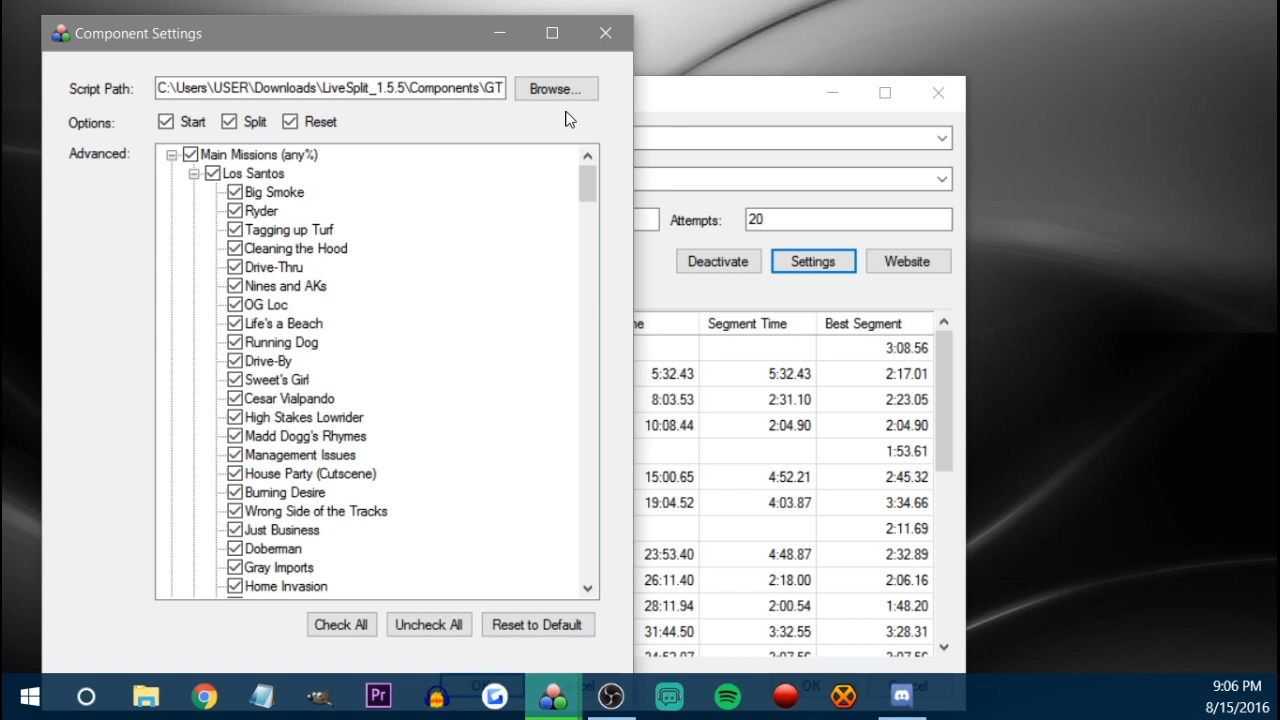 Component Settings
Script Path: C:\Users\USER\Downloads\LiveSplit_1.5.5\Components\GT Browse...
Options: Start Split Reset
Advanced:
Main Missions (any%)
Los Santos
Big Smoke
Ryder
Tagging up Turf
Cleaning the Hood
Drive-Thru
Nines and AKs
OG Loc
Life's a Beach
Running Dog
Drive-By
Sweet's Girl
Cesar Vialpando
High Stakes Lowrider
Madd Dogg's Rhymes
Management Issues
House Party (Cutscene)
Burning Desire
Wrong Side of the Tracks
Just Business
Doberman
Gray Imports
Home Invasion
Check All Uncheck All Reset to Default
Attempts: 20
Deactivate Settings Website
Segment Time Best Segment
3:08.56
5:32.43 5:32.43 2:17.01
8:03.53 2:31.10 2:23.05
10:08.44 2:04.90 2:04.90
1:53.61
15:00.65 4:52.21 2:45.32
19:04.52 4:03.87 3:34.66
2:11.69
23:53.40 4:48.87 2:32.89
26:11.40 2:18.00 2:06.16
28:11.94 2:00.54 1:48.20
31:44.50 3:32.55 3:28.31
OK
Pr
9:06 PM
8/15/2016